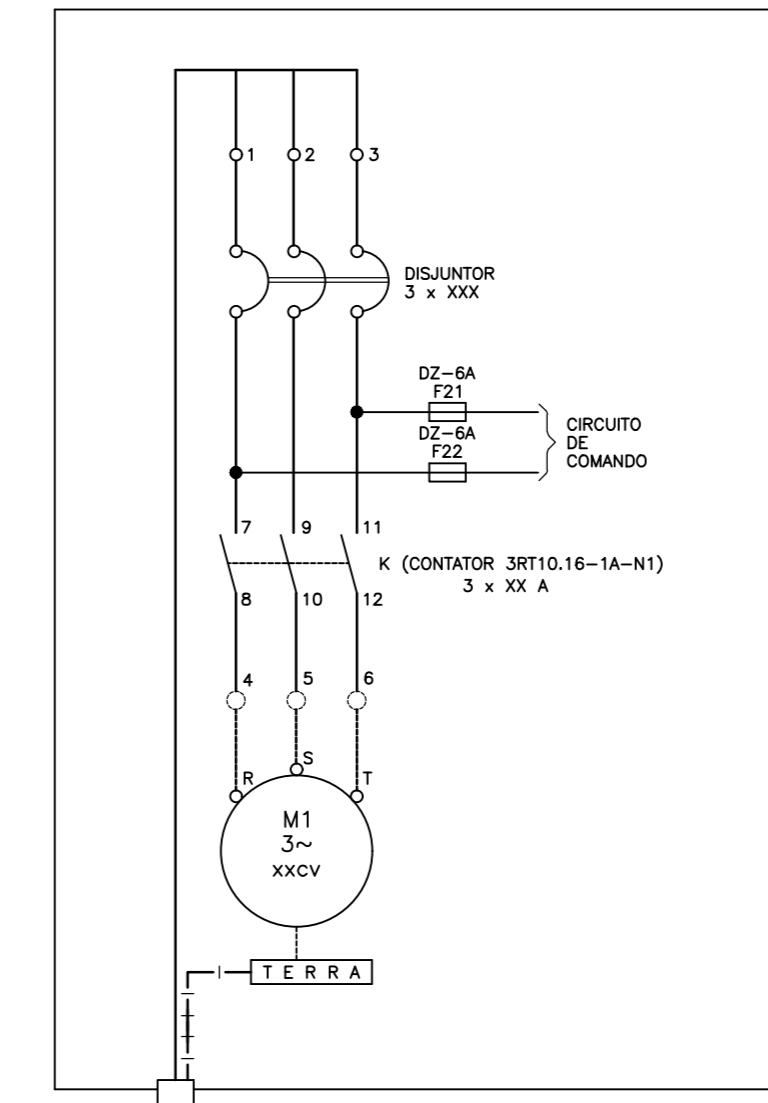 1
2
3
DISJUNTOR
3 x XXX
DZ-6A
F21
DZ-6A
F22
CIRCUITO
DE
COMANDO
7
9
11
K (CONTATOR 3RT10.16-1A-N1)
3 x XX A
8
10
12
4
5
6
R
S
T
M1
3~
XXCV
TERRA